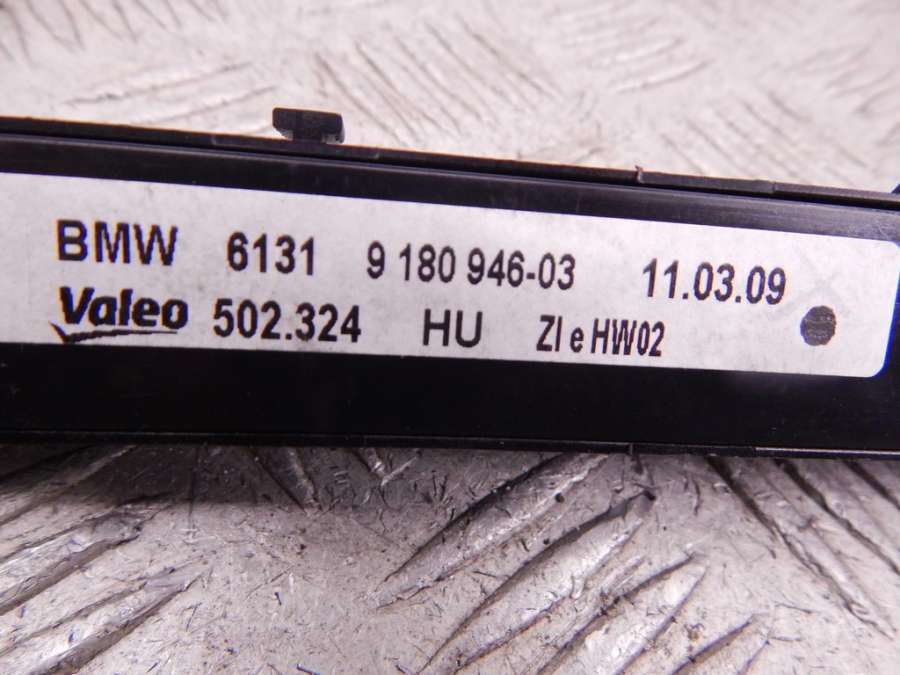 BMW 6131 9 180 946-03 11.03.09
Valeo 502.324 HU ZI e HW02